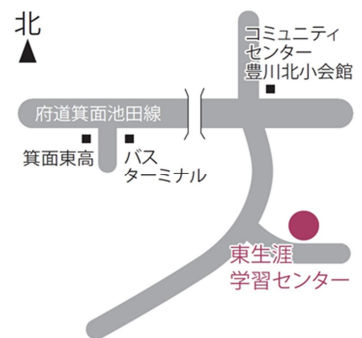 北
コミュニティ
センター
豊川北小会館
府道箕面池田線
箕面東高
バス
ターミナル
東生涯
学習センター